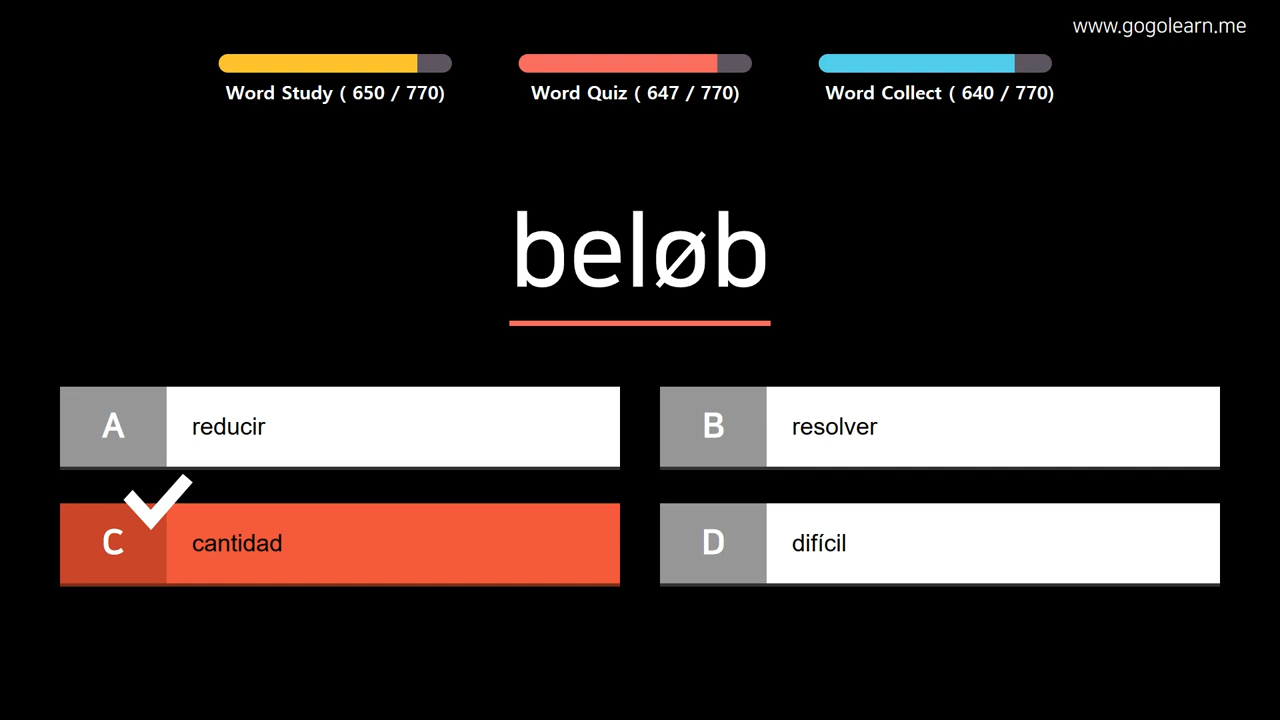 www.gogolearn.me
Word Study ( 650 / 770)
Word Quiz ( 647 / 770)
Word Collect ( 640 / 770)
beløb
A
reducir
B
resolver
C
cantidad
D
difícil